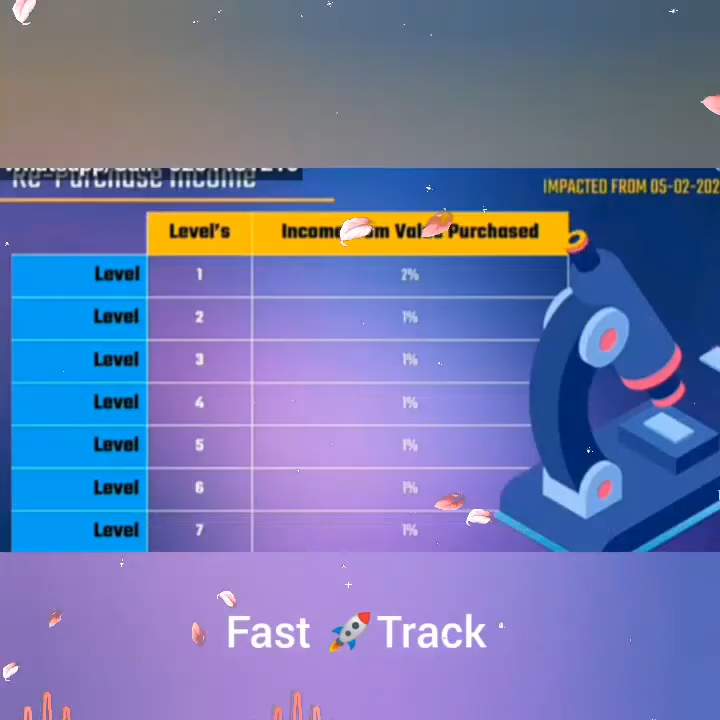 Re-Purchase Income
IMPACTED FROM 05-02-202
Level's Income Purchased
Level 1 2%
Level 2 1%
Level 3 1%
Level 4 1%
Level 5 1%
Level 6 1%
Level 7 1%
Fast 🚀 Track